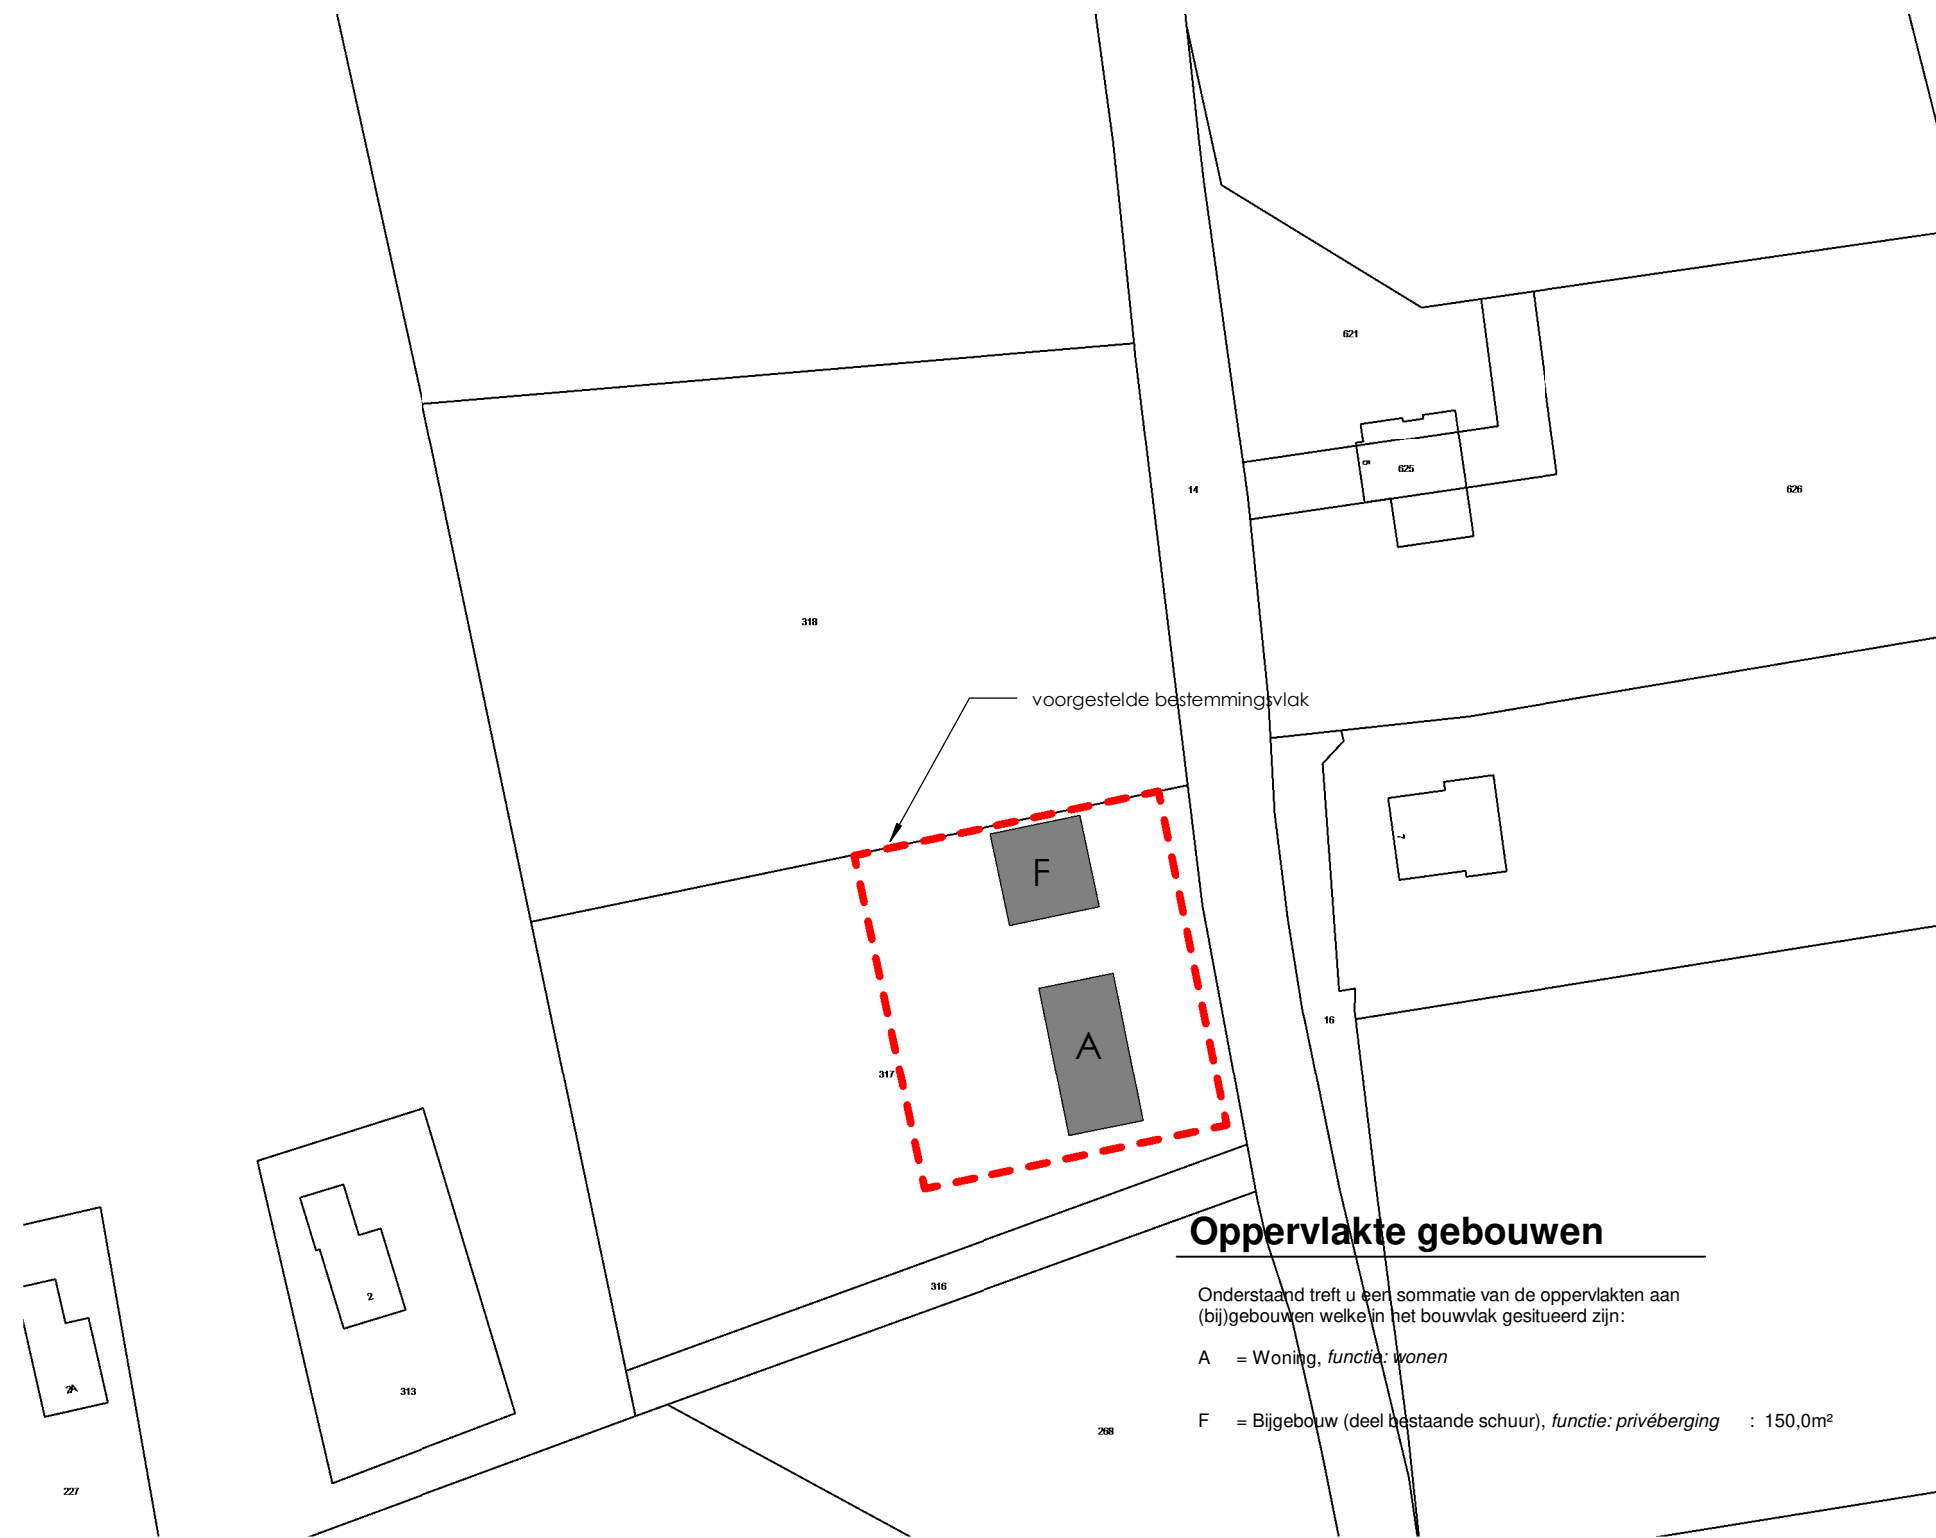 621
625
14
626
318
voorgestelde bestemmingsvlak
F
7
16
A
317
Oppervlakte gebouwen
316
2
Onderstaand treft u een sommatie van de oppervlakten aan
(bij)gebouwen welke in het bouwvlak gesitueerd zijn:
A = Woning, functie: wonen
2A
313
F = Bijgebouw (deel bestaande schuur), functie: privéberging : 150,0m²
268
227